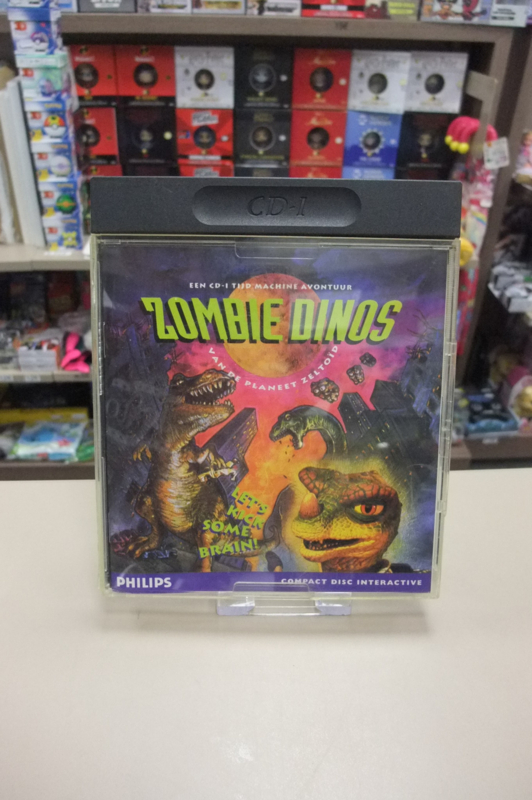 CD-I
EEN CD-I TIJD MACHINE AVONTUUR
ZOMBIE DINOS
VAN DE PLANEET ZELTOÏD
LET'S
KICK
SOME
BRAIN!
PHILIPS
COMPACT DISC INTERACTIVE